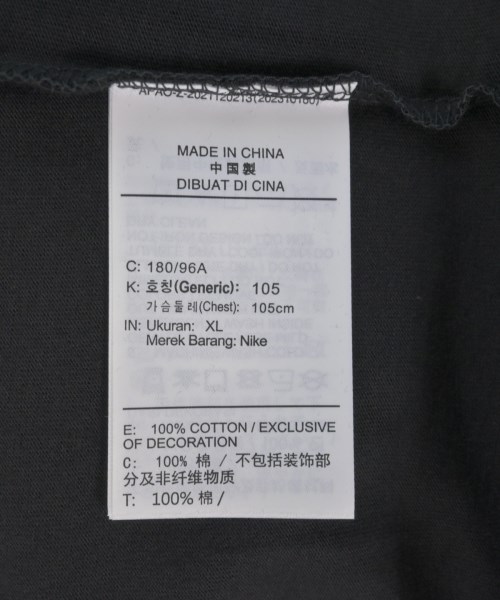 MADE IN CHINA
中国製
DIBUAT DI CINA
C: 180/96A
K: 호칭(Generic): 105
가슴둘레(Chest): 105cm
IN: Ukuran: XL
Merek Barang: Nike
E: 100% COTTON / EXCLUSIVE
OF DECORATION
C: 100% 棉 / 不包括装饰部
分及非纤维物质
T: 100% 棉 /